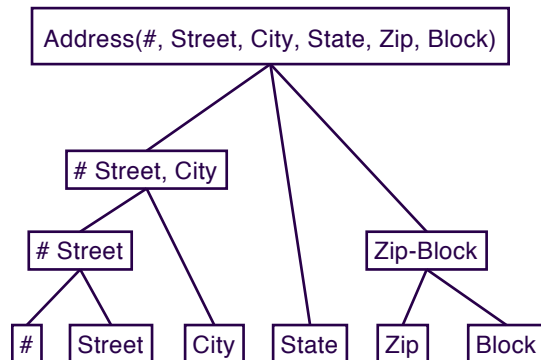 Address(#, Street, City, State, Zip, Block)
# Street, City
# Street
Zip-Block
#
Street
City
State
Zip
Block